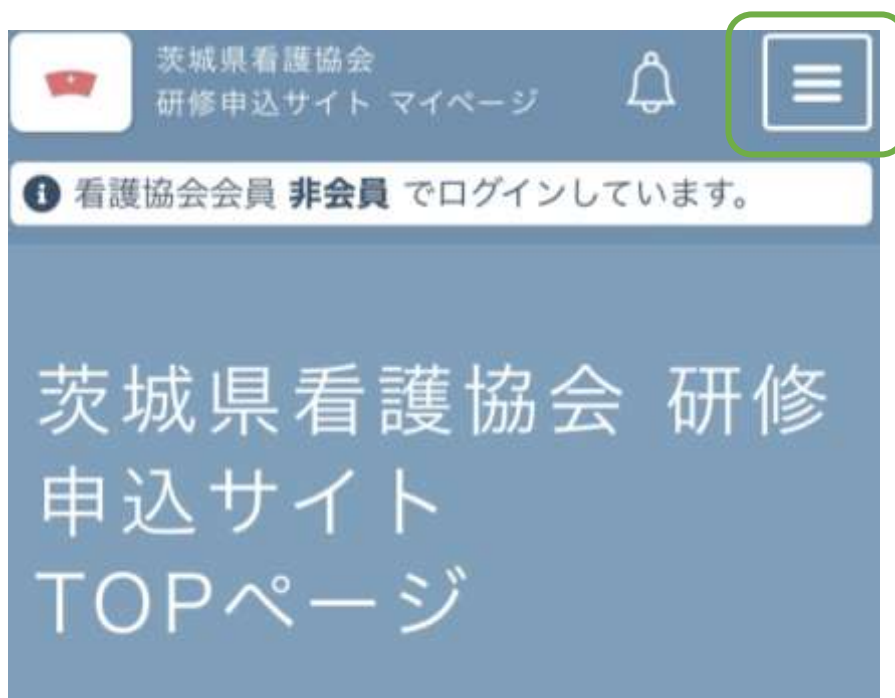 茨城県看護協会
研修申込サイト マイページ
看護協会会員 非会員 でログインしています。
茨城県看護協会 研修
申込サイト
TOPページ